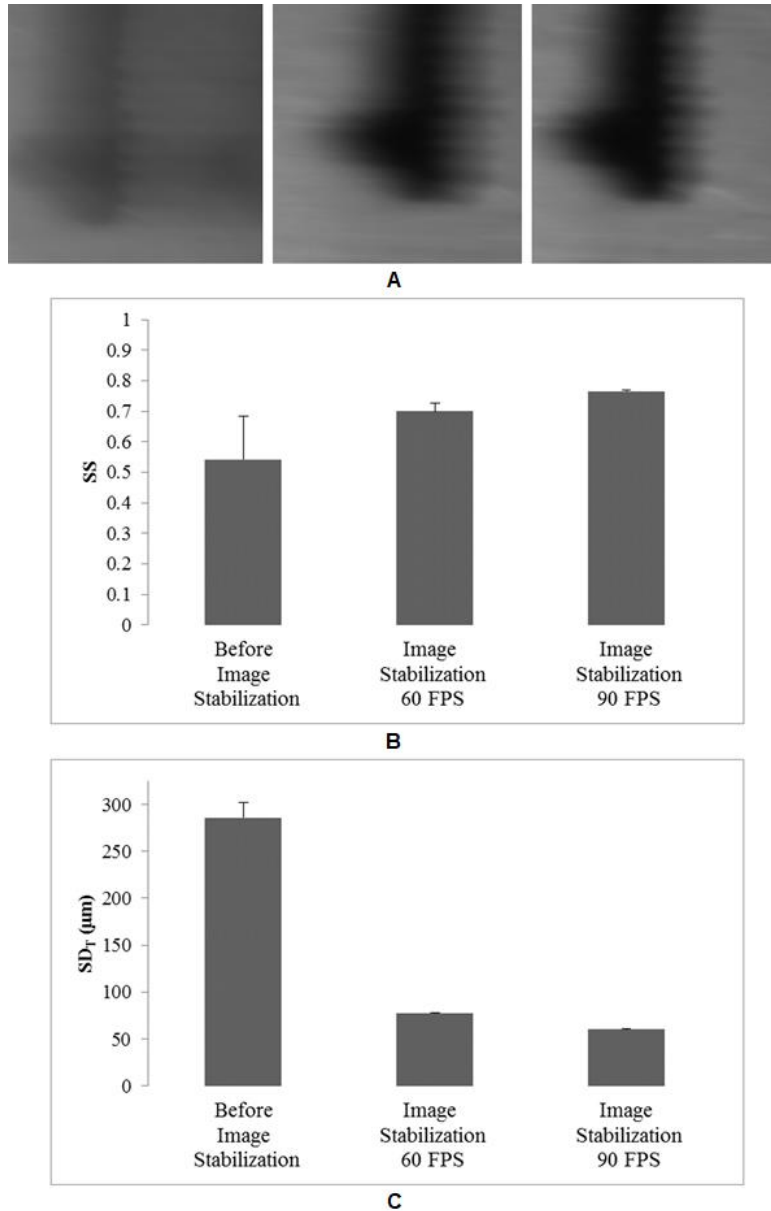 A
1
0.9
0.8
0.7
0.6
0.5
0.4
0.3
0.2
0.1
0
SS
Before
Image
Stabilization
Image
Stabilization
60 FPS
Image
Stabilization
90 FPS
B
300
250
200
150
100
50
0
SD_T (µm)
Before
Image
Stabilization
Image
Stabilization
60 FPS
Image
Stabilization
90 FPS
C